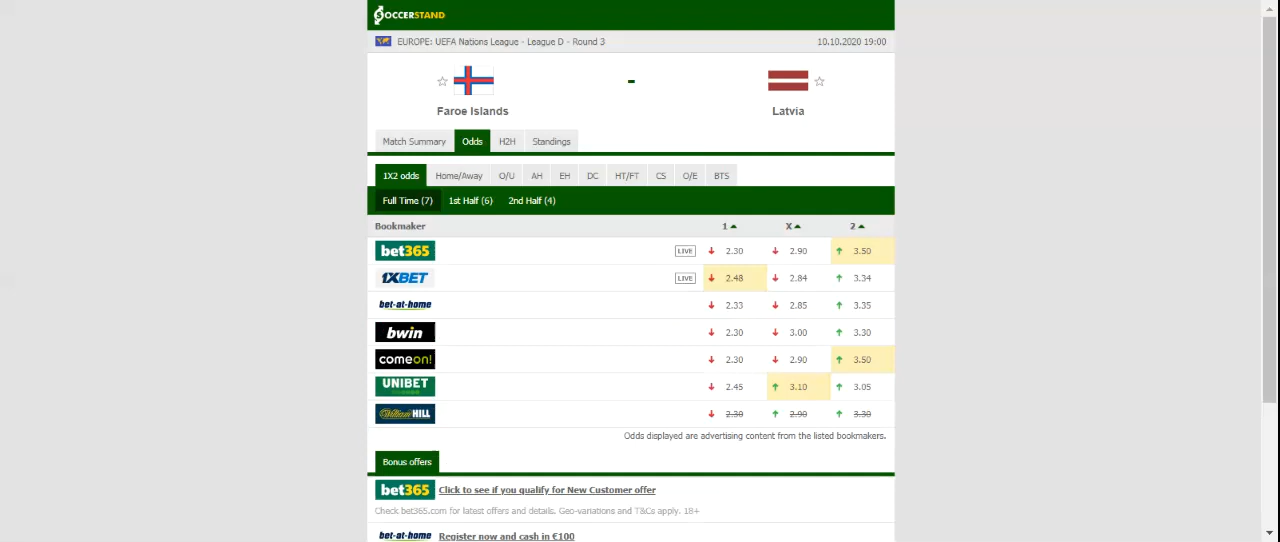 SOCCERSTAND
EUROPE: UEFA Nations League - League D - Round 3 10.10.2020 19:00
-
Faroe Islands Latvia
Match Summary Odds H2H Standings
1X2 odds Home/Away O/U AH EH DC HT/FT CS O/E BTS
Full Time (7) 1st Half (6) 2nd Half (4)
Bookmaker 1 X 2
bet365 LIVE 2.30 2.90 3.50
1XBET LIVE 2.48 2.84 3.34
bet-at-home 2.33 2.85 3.35
bwin 2.30 3.00 3.30
comeon! 2.30 2.90 3.50
UNIBET 2.45 3.10 3.05
William HILL 2.30 2.90 3.30
Odds displayed are advertising content from the listed bookmakers.
Bonus offers
bet365 Click to see if you qualify for New Customer offer
Check bet365.com for latest offers and details. Geo-variations and T&Cs apply. 18+
bet-at-home Register now and cash in €100